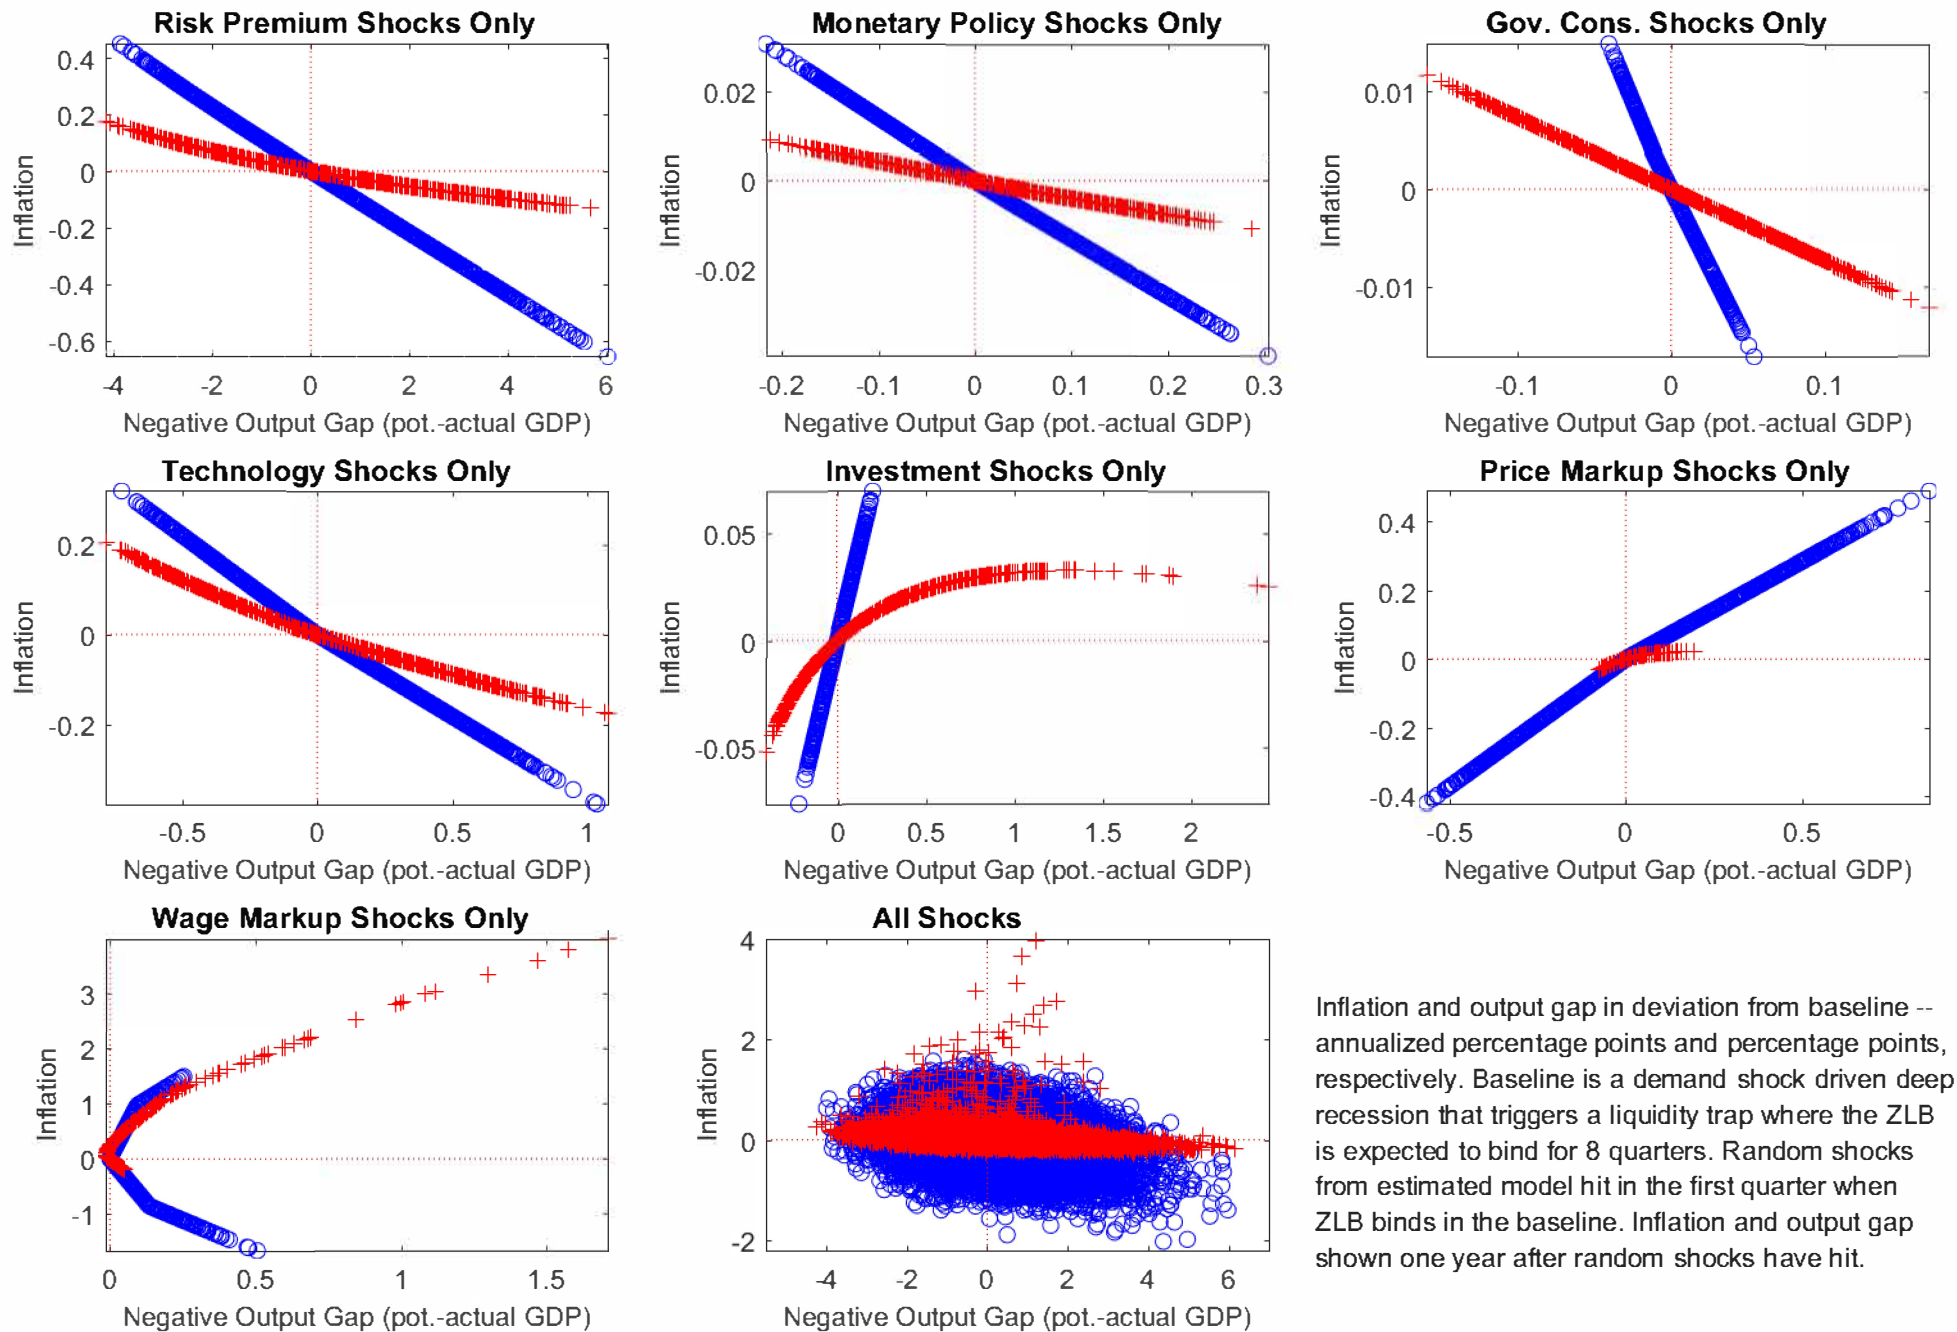 Risk Premium Shocks Only
0.4
0.2
0
-0.2
-0.4
-0.6
-4 -2 0 2 4 6
Inflation
Negative Output Gap (pot.-actual GDP)
Monetary Policy Shocks Only
0.02
0
-0.02
-0.2 -0.1 0 0.1 0.2 0.3
Inflation
Negative Output Gap (pot.-actual GDP)
Gov. Cons. Shocks Only
0.01
0
-0.01
-0.1 0 0.1
Inflation
Negative Output Gap (pot.-actual GDP)
Technology Shocks Only
0.2
0
-0.2
-0.5 0 0.5 1
Inflation
Negative Output Gap (pot.-actual GDP)
Investment Shocks Only
0.05
0
-0.05
0 0.5 1 1.5 2
Inflation
Negative Output Gap (pot.-actual GDP)
Price Markup Shocks Only
0.4
0.2
0
-0.2
-0.4
-0.5 0 0.5
Inflation
Negative Output Gap (pot.-actual GDP)
Wage Markup Shocks Only
3
2
1
0
-1
0 0.5 1 1.5
Inflation
Negative Output Gap (pot.-actual GDP)
All Shocks
4
2
0
-2
-4 -2 0 2 4 6
Inflation
Negative Output Gap (pot.-actual GDP)
Inflation and output gap in deviation from baseline --
annualized percentage points and percentage points,
respectively. Baseline is a demand shock driven deep
recession that triggers a liquidity trap where the ZLB
is expected to bind for 8 quarters. Random shocks
from estimated model hit in the first quarter when
ZLB binds in the baseline. Inflation and output gap
shown one year after random shocks have hit.